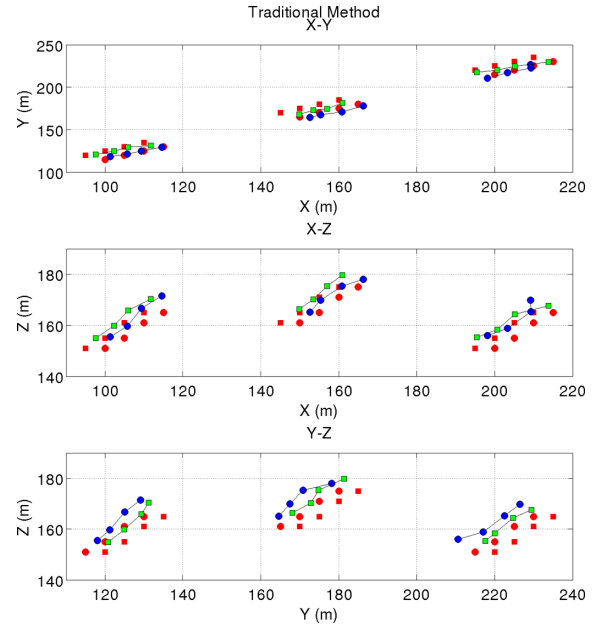 Traditional Method
X-Y
250
200
150
100
Y (m)
100 120 140 160 180 200 220
X (m)
X-Z
180
160
140
Z (m)
100 120 140 160 180 200 220
X (m)
Y-Z
180
160
140
Z (m)
120 140 160 180 200 220 240
Y (m)